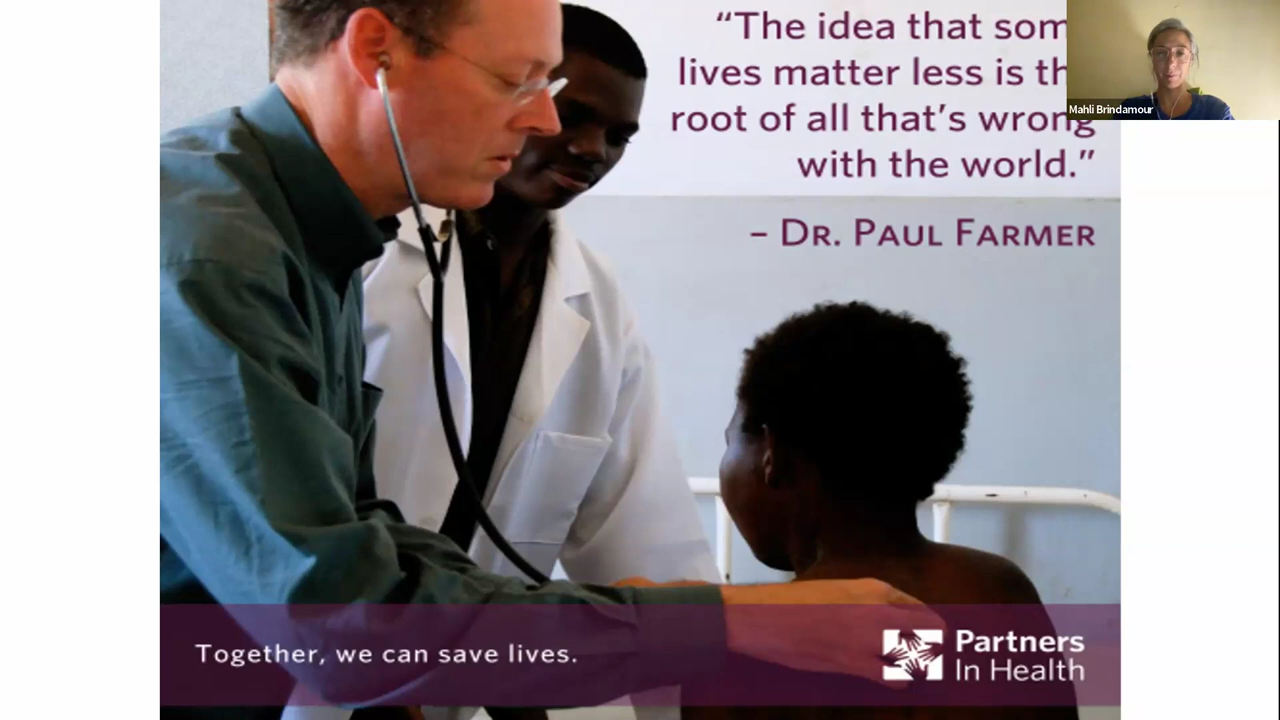 “The idea that som
lives matter less is th
root of all that’s wrong
with the world.”
– DR. PAUL FARMER
Mahli Brindamour
Together, we can save lives.
Partners
In Health